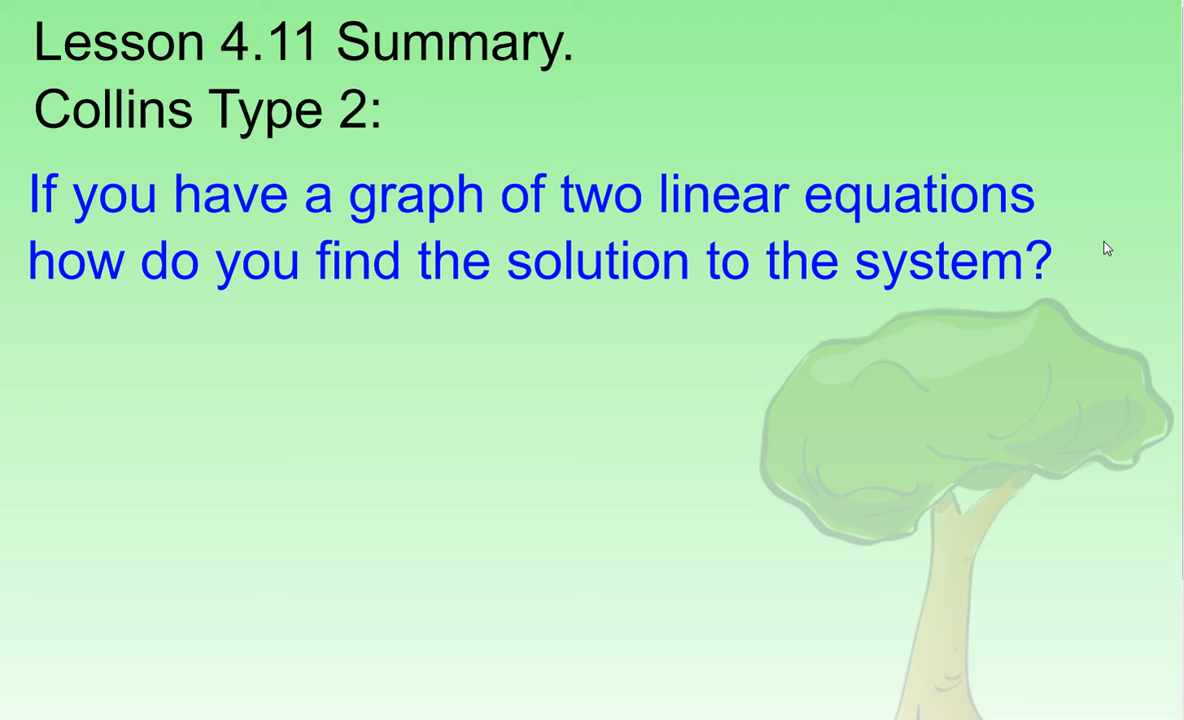 Lesson 4.11 Summary.
Collins Type 2:
If you have a graph of two linear equations
how do you find the solution to the system?